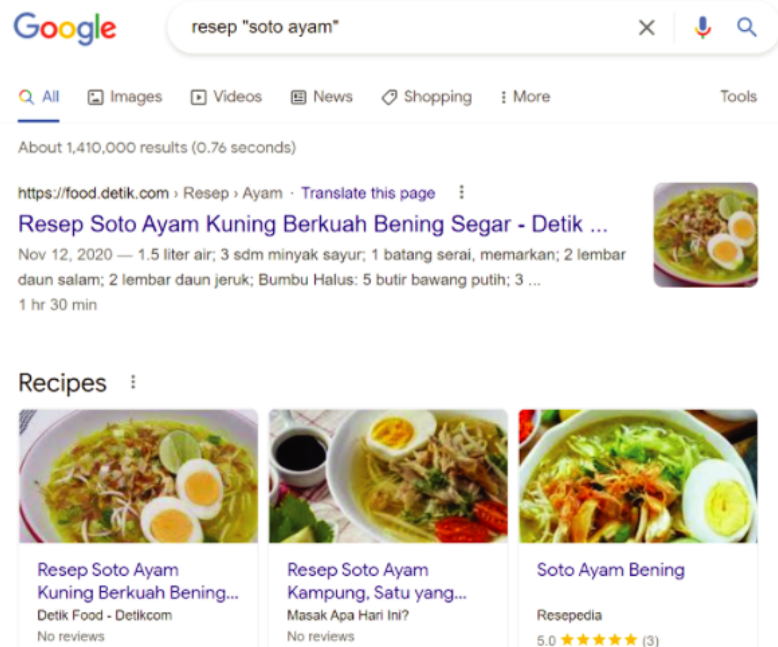 Google
resep "soto ayam"
All Images Videos News Shopping More Tools
About 1,410,000 results (0.76 seconds)
https://food.detik.com › Resep › Ayam · Translate this page
Resep Soto Ayam Kuning Berkuah Bening Segar - Detik ...
Nov 12, 2020 — 1.5 liter air; 3 sdm minyak sayur; 1 batang serai, memarkan; 2 lembar
daun salam; 2 lembar daun jeruk; Bumbu Halus: 5 butir bawang putih; 3 ...
1 hr 30 min
Recipes
Resep Soto Ayam
Kuning Berkuah Bening...
Detik Food - Detikcom
No reviews
Resep Soto Ayam
Kampung, Satu yang...
Masak Apa Hari Ini?
No reviews
Soto Ayam Bening
Resepedia
5.0 ★★★★★ (3)